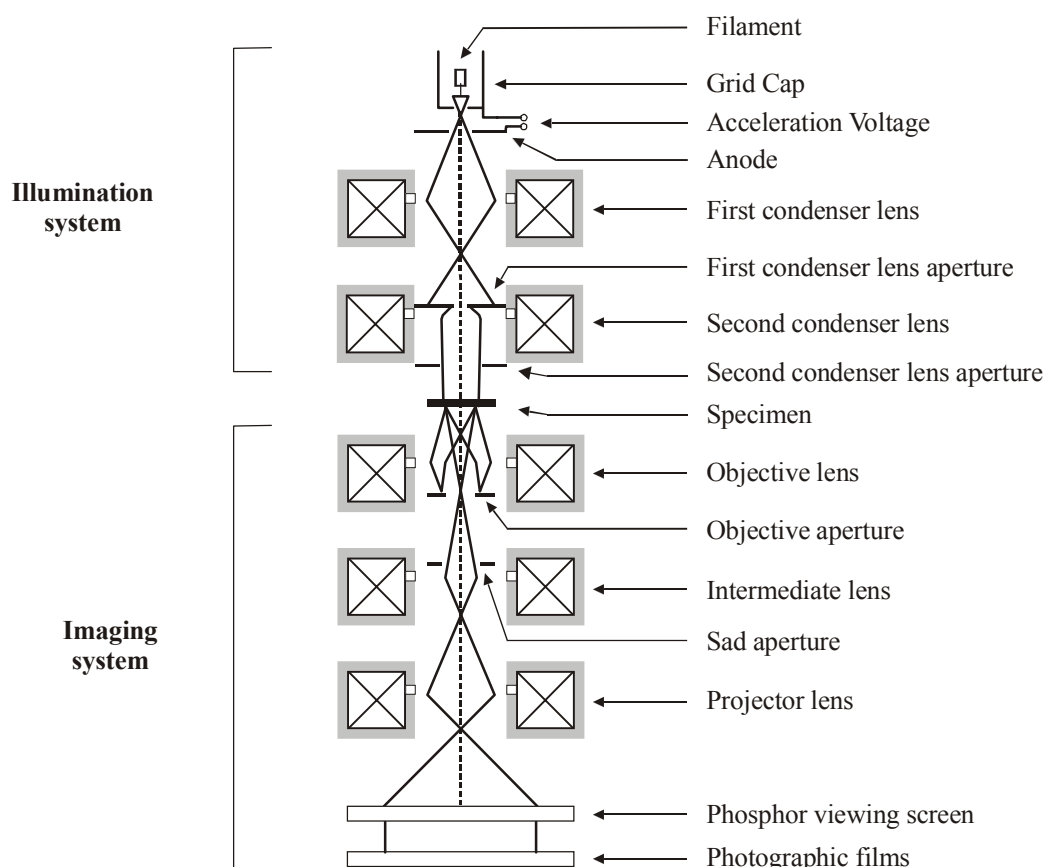 Filament
Grid Cap
Acceleration Voltage
Anode
Illumination
system
First condenser lens
First condenser lens aperture
Second condenser lens
Second condenser lens aperture
Specimen
Objective lens
Objective aperture
Intermediate lens
Imaging
system
Sad aperture
Projector lens
Phosphor viewing screen
Photographic films